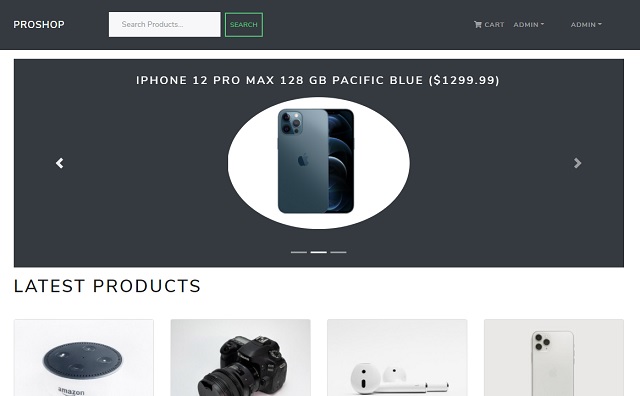 PROSHOP
Search Products...
SEARCH
CART
ADMIN
ADMIN
IPHONE 12 PRO MAX 128 GB PACIFIC BLUE ($1299.99)
LATEST PRODUCTS
amazon